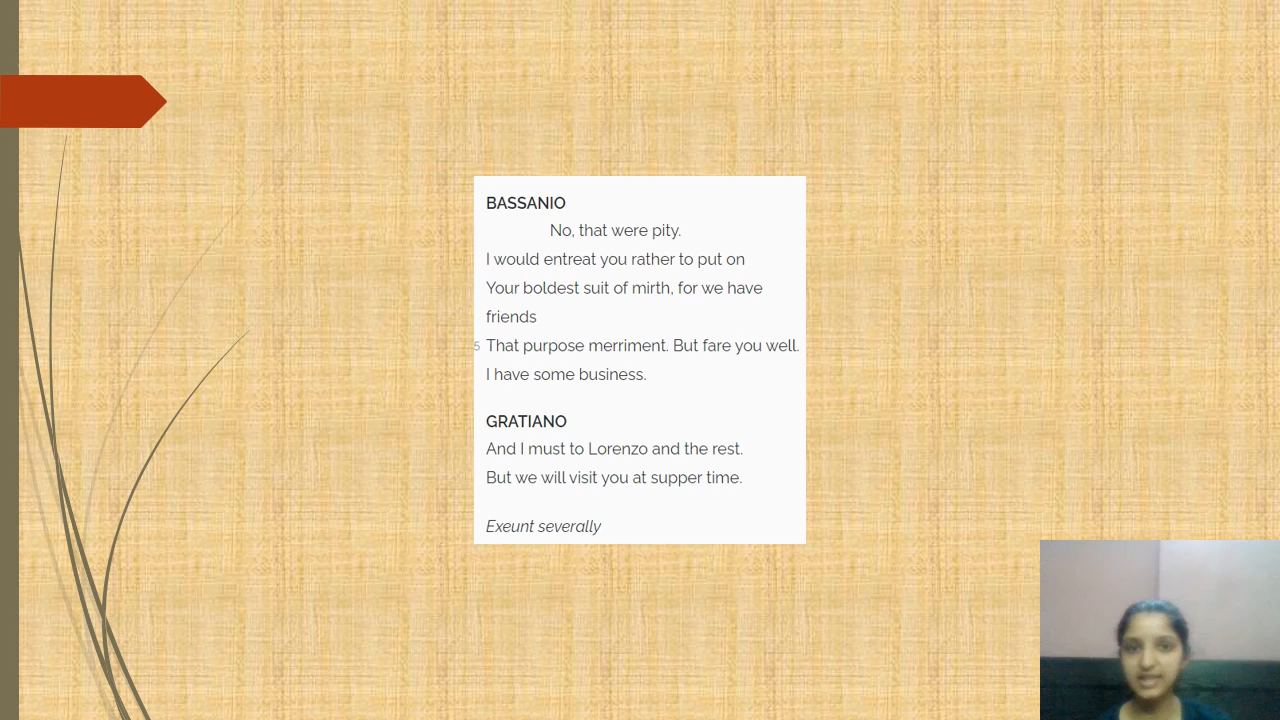 BASSANIO
No, that were pity.
I would entreat you rather to put on
Your boldest suit of mirth, for we have
friends
5 That purpose merriment. But fare you well.
I have some business.
GRATIANO
And I must to Lorenzo and the rest.
But we will visit you at supper time.
Exeunt severally